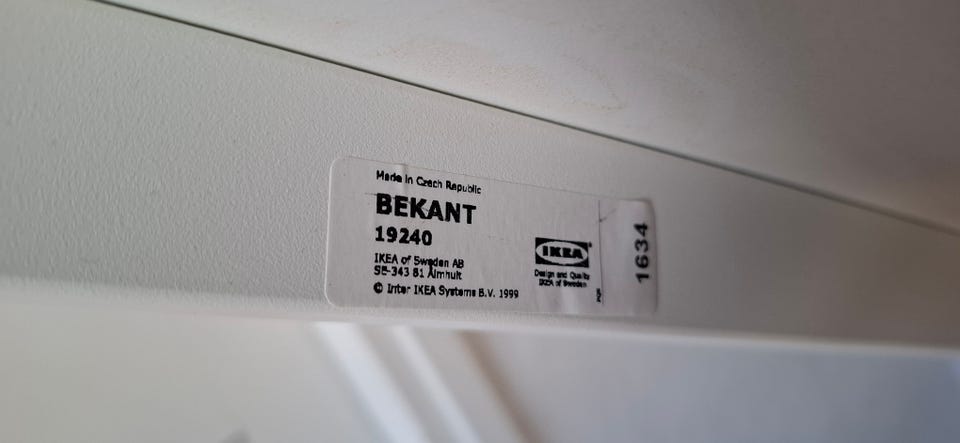 Made in Czech Republic
BEKANT
19240
IKEA of Sweden AB
SE-343 81 Älmhult
© Inter IKEA Systems B.V. 1999
IKEA®
Design and Quality
IKEA of Sweden
1634